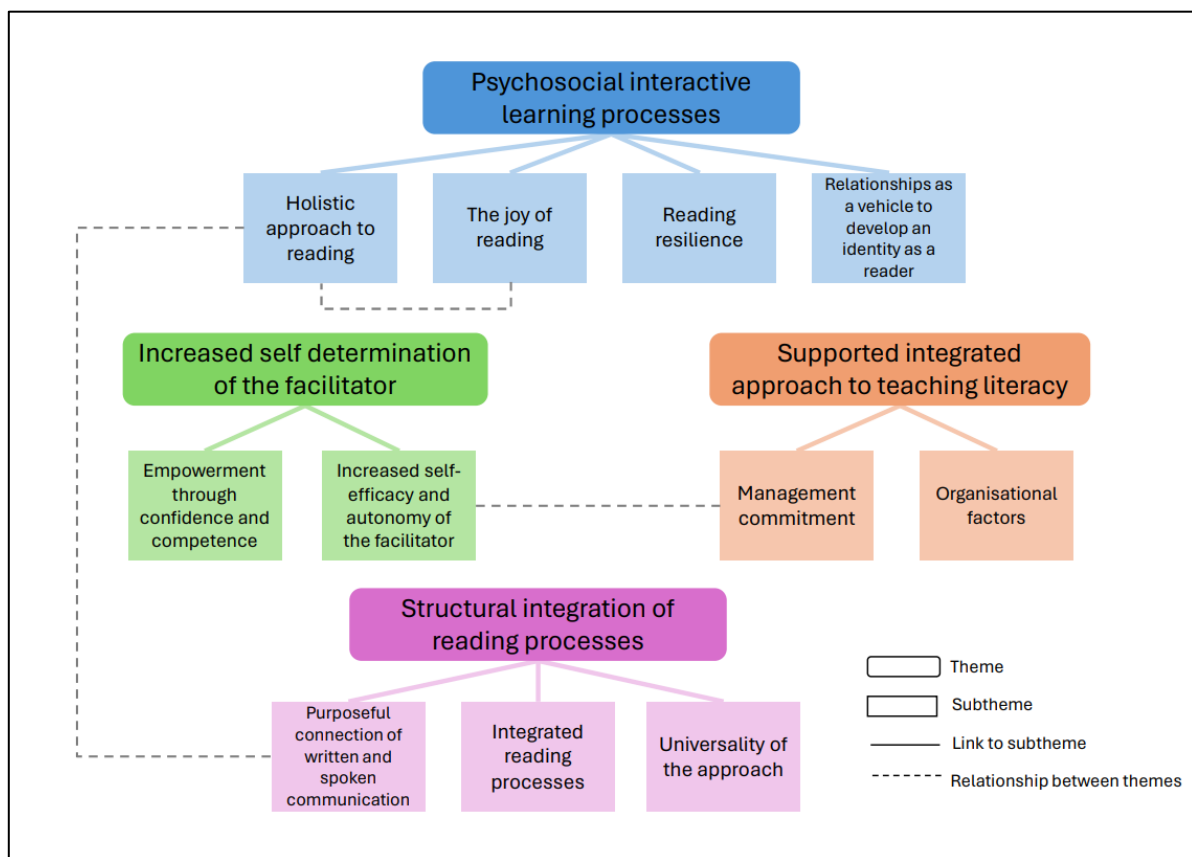 Psychosocial interactive
learning processes
Holistic
approach to
reading
The joy of
reading
Reading
resilience
Relationships as
a vehicle to
develop an
identity as a
reader
Increased self determination
of the facilitator
Supported integrated
approach to teaching literacy
Empowerment
through
confidence and
competence
Increased self-
efficacy and
autonomy of
the facilitator
Management
commitment
Organisational
factors
Structural integration of
reading processes
Purposeful
connection of
written and
spoken
communication
Integrated
reading
processes
Universality of
the approach
Theme
Subtheme
Link to subtheme
Relationship between themes